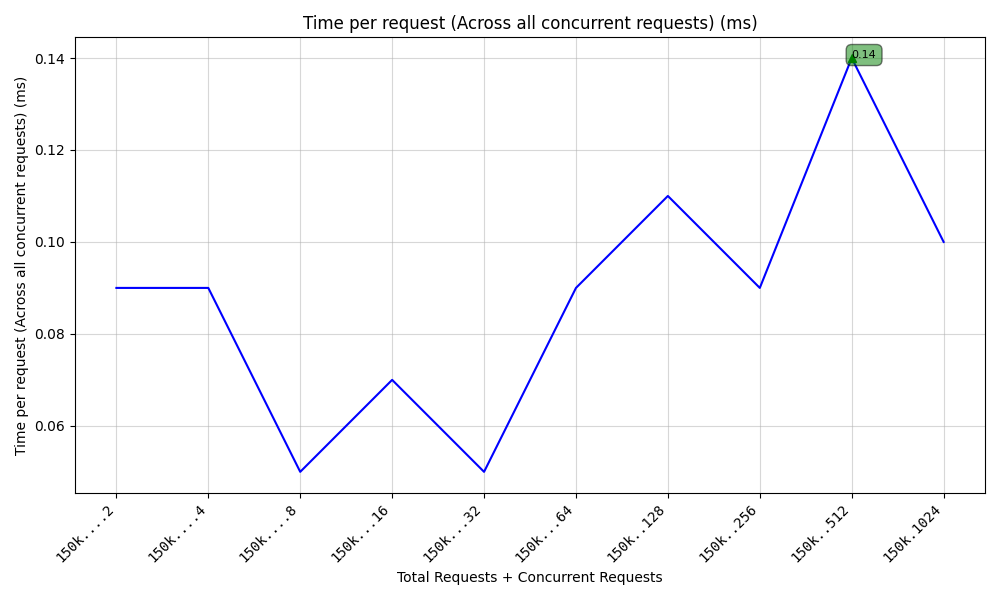 Time per request (Across all concurrent requests) (ms)
Time per request (Across all concurrent requests) (ms)
0.14
0.12
0.10
0.08
0.06
0.14
150k....2
150k....4
150k....8
150k...16
150k...32
150k...64
150k..128
150k..256
150k..512
150k.1024
Total Requests + Concurrent Requests